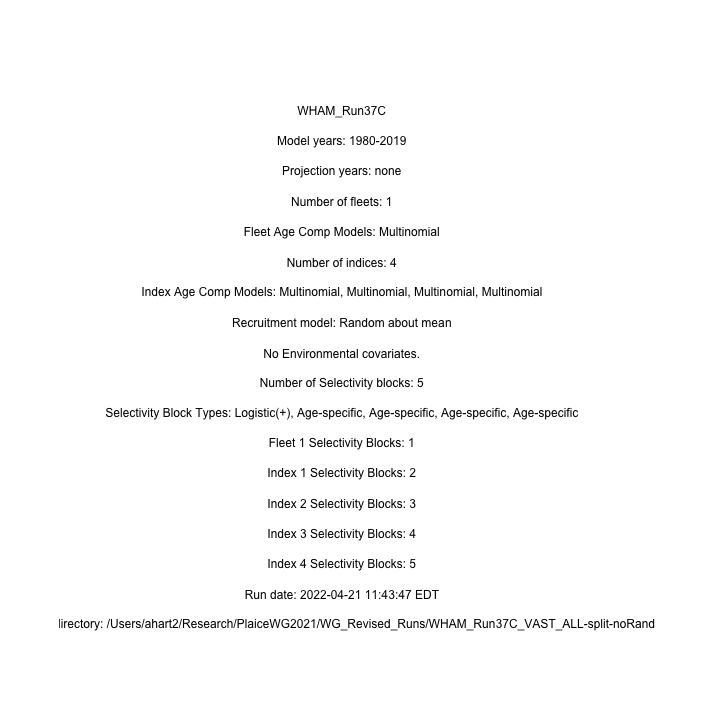 WHAM_Run37C
Model years: 1980-2019
Projection years: none
Number of fleets: 1
Fleet Age Comp Models: Multinomial
Number of indices: 4
Index Age Comp Models: Multinomial, Multinomial, Multinomial, Multinomial
Recruitment model: Random about mean
No Environmental covariates.
Number of Selectivity blocks: 5
Selectivity Block Types: Logistic(+), Age-specific, Age-specific, Age-specific, Age-specific
Fleet 1 Selectivity Blocks: 1
Index 1 Selectivity Blocks: 2
Index 2 Selectivity Blocks: 3
Index 3 Selectivity Blocks: 4
Index 4 Selectivity Blocks: 5
Run date: 2022-04-21 11:43:47 EDT
irectory: /Users/ahart2/Research/PlaiceWG2021/WG_Revised_Runs/WHAM_Run37C_VAST_ALL-split-noRand